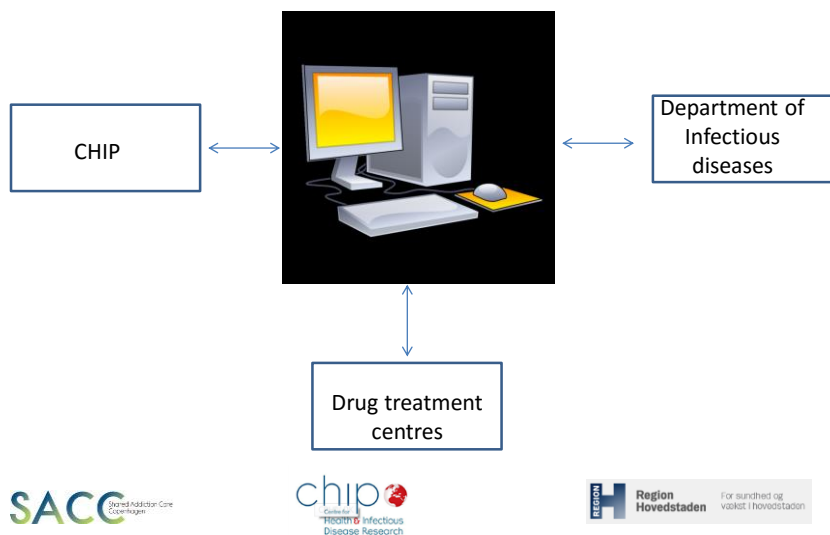 CHIP
Department of
Infectious
diseases
Drug treatment
centres
SACC
Shared Addiction Care
Copenhagen
chip
Centre for
Health & Infectious
Disease Research
REGION
H
Region
Hovedstaden
For sundhed og
vækst i hovedstaden